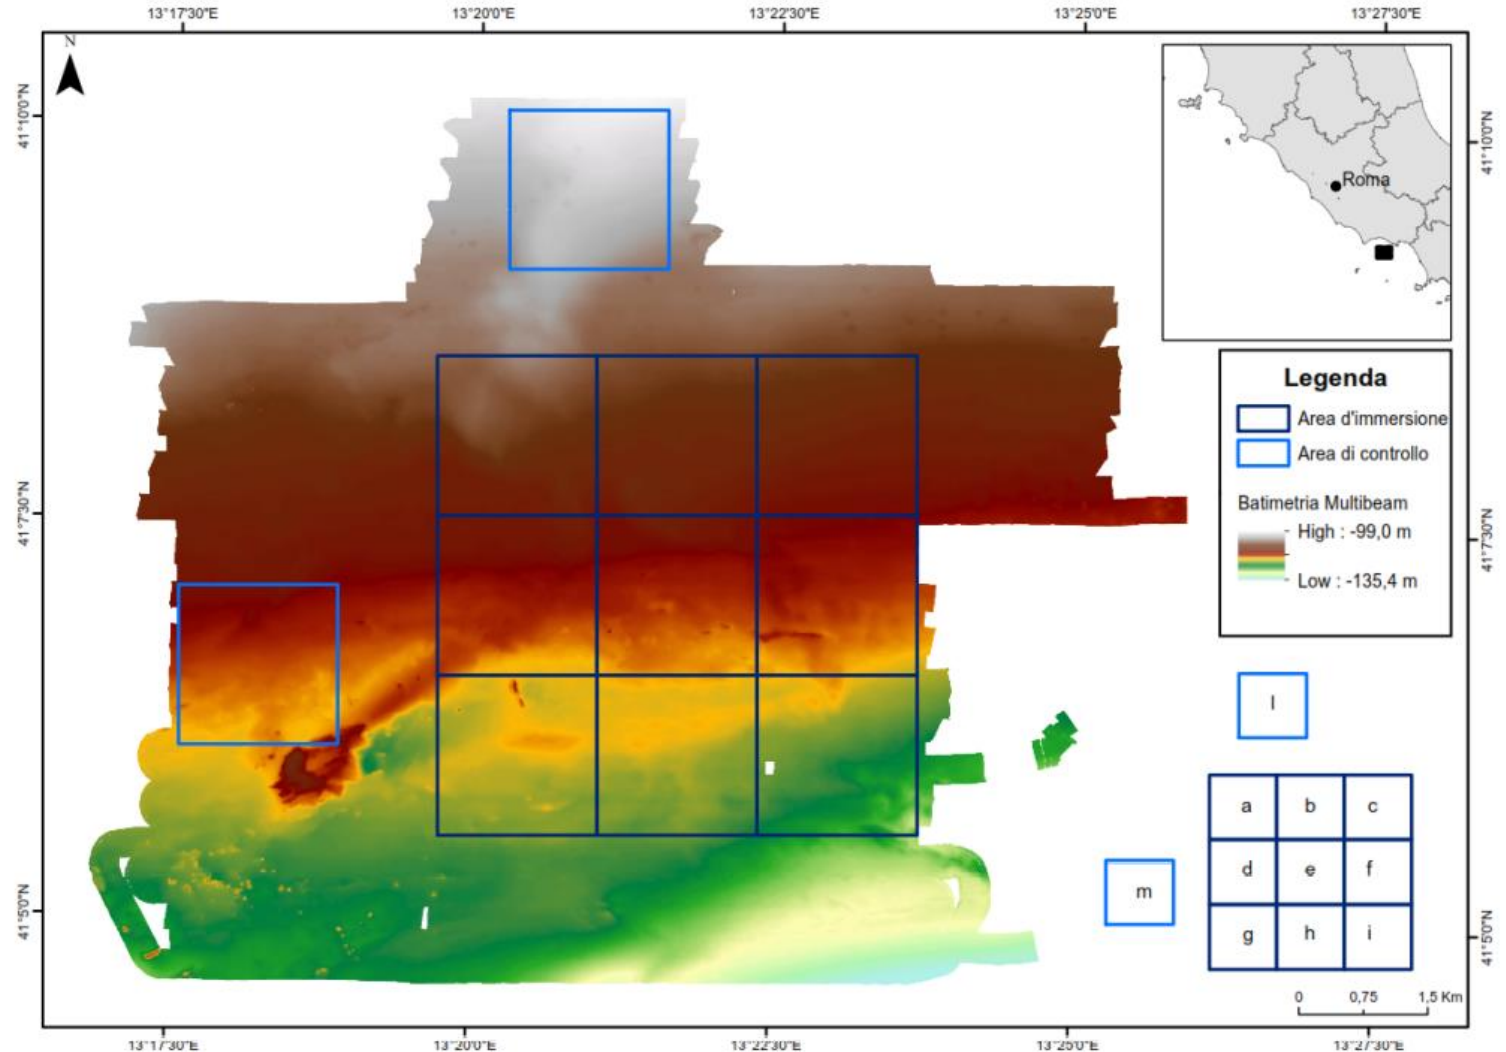 13°17'30"E 13°20'0"E 13°22'30"E 13°25'0"E 13°27'30"E
N
41°10'0"N
41°10'0"N
Roma
Legenda
Area d'immersione
Area di controllo
Batimetria Multibeam
High : -99,0 m
Low : -135,4 m
41°7'30"N
41°7'30"N
l
a b c
d e f
m
g h i
41°5'0"N
41°5'0"N
0 0,75 1,5 Km
13°17'30"E 13°20'0"E 13°22'30"E 13°25'0"E 13°27'30"E